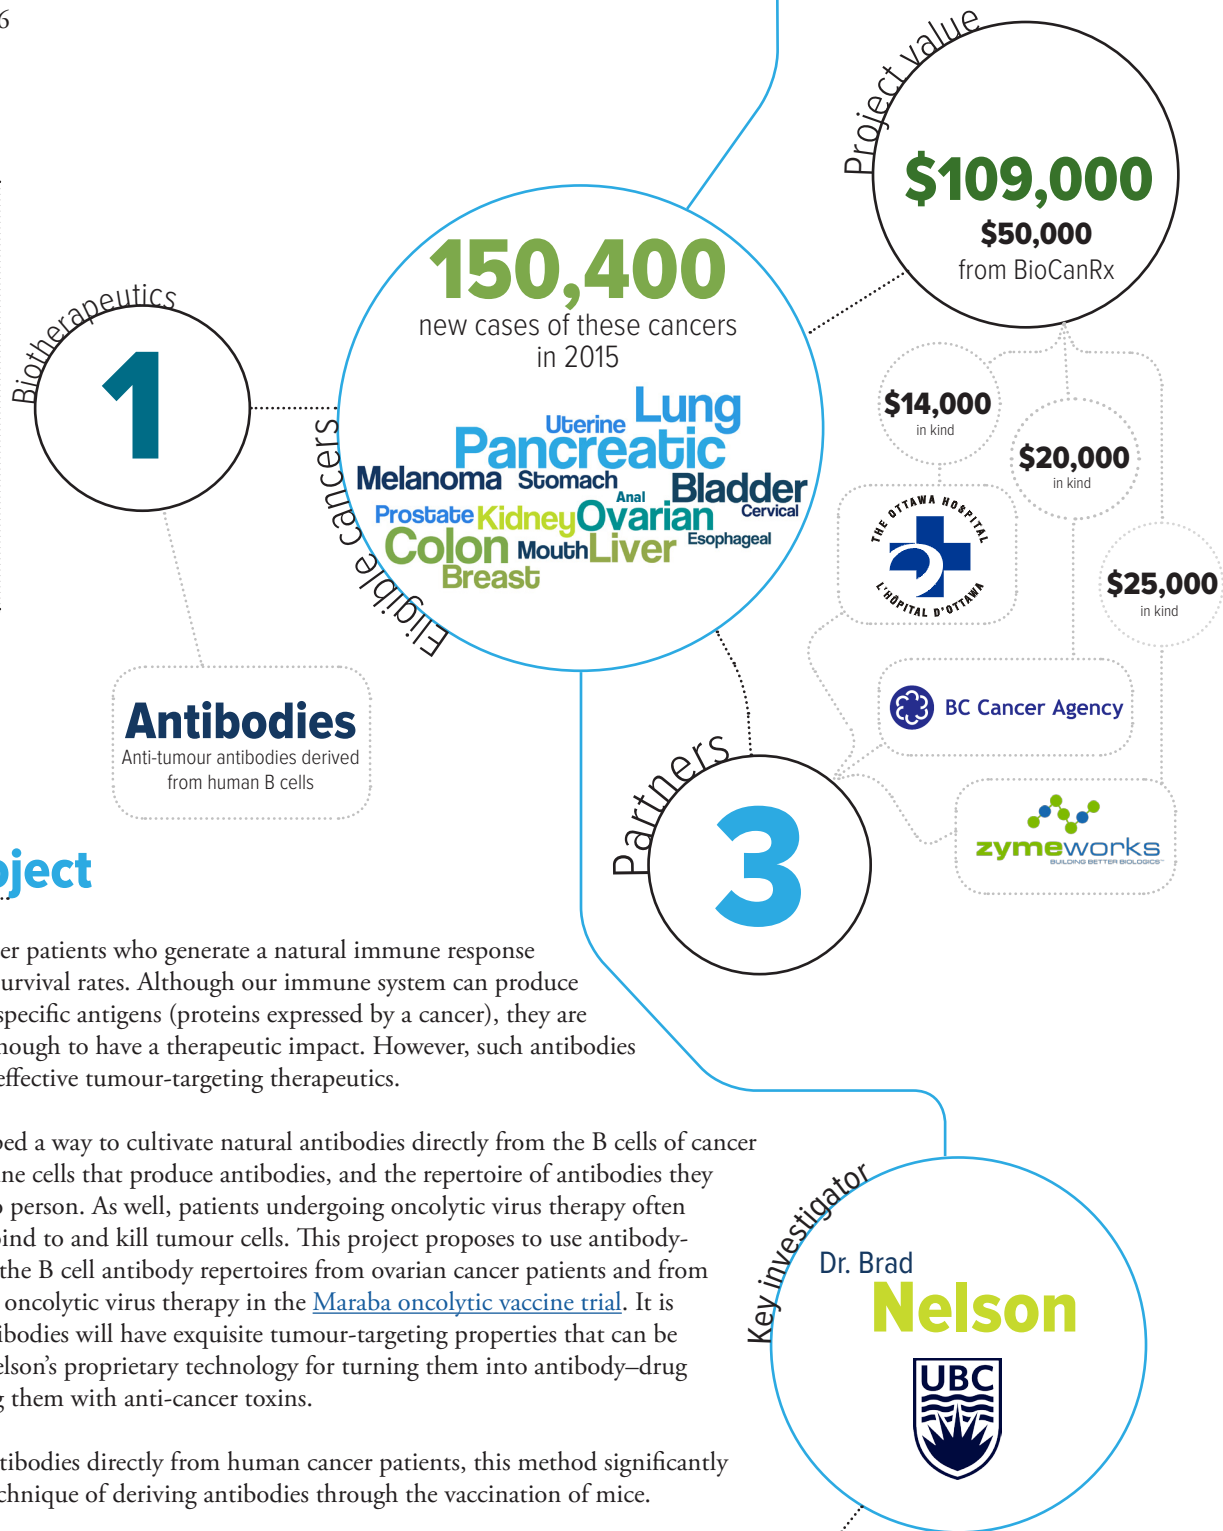 6
Project value
$109,000
$50,000
from BioCanRx
150,400
new cases of these cancers
in 2015
Biotherapeutics
1
Eligible cancers
Lung
Uterine
Pancreatic
Melanoma Stomach Bladder
Anal
Cervical
Prostate Kidney Ovarian
Esophageal
Colon Mouth Liver
Breast
$14,000
in kind
$20,000
in kind
$25,000
in kind
THE OTTAWA HOSPITAL
L'HÔPITAL D'OTTAWA
BC Cancer Agency
zymeworks
BUILDING BETTER BIOLOGICS™
Antibodies
Anti-tumour antibodies derived
from human B cells
Partners
3
ject
er patients who generate a natural immune response
urvival rates. Although our immune system can produce
specific antigens (proteins expressed by a cancer), they are
nough to have a therapeutic impact. However, such antibodies
effective tumour-targeting therapeutics.
ped a way to cultivate natural antibodies directly from the B cells of cancer
ne cells that produce antibodies, and the repertoire of antibodies they
person. As well, patients undergoing oncolytic virus therapy often
ind to and kill tumour cells. This project proposes to use antibody-
the B cell antibody repertoires from ovarian cancer patients and from
oncolytic virus therapy in the Maraba oncolytic vaccine trial. It is
ibodies will have exquisite tumour-targeting properties that can be
elson's proprietary technology for turning them into antibody–drug
g them with anti-cancer toxins.
tibodies directly from human cancer patients, this method significantly
chnique of deriving antibodies through the vaccination of mice.
Key investigator
Dr. Brad
Nelson
UBC